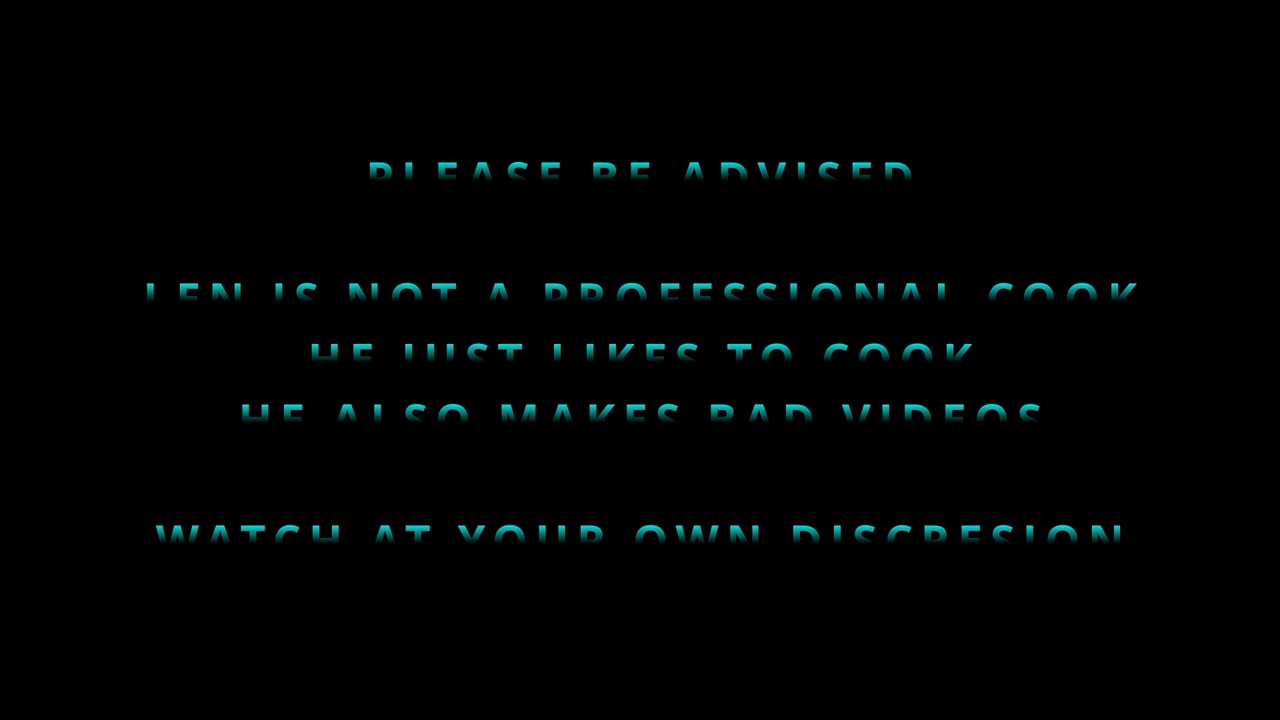 PLEASE BE ADVISED
LEN IS NOT A PROFESSIONAL COOK
HE JUST LIKES TO COOK
HE ALSO MAKES BAD VIDEOS
WATCH AT YOUR OWN DISCRESION